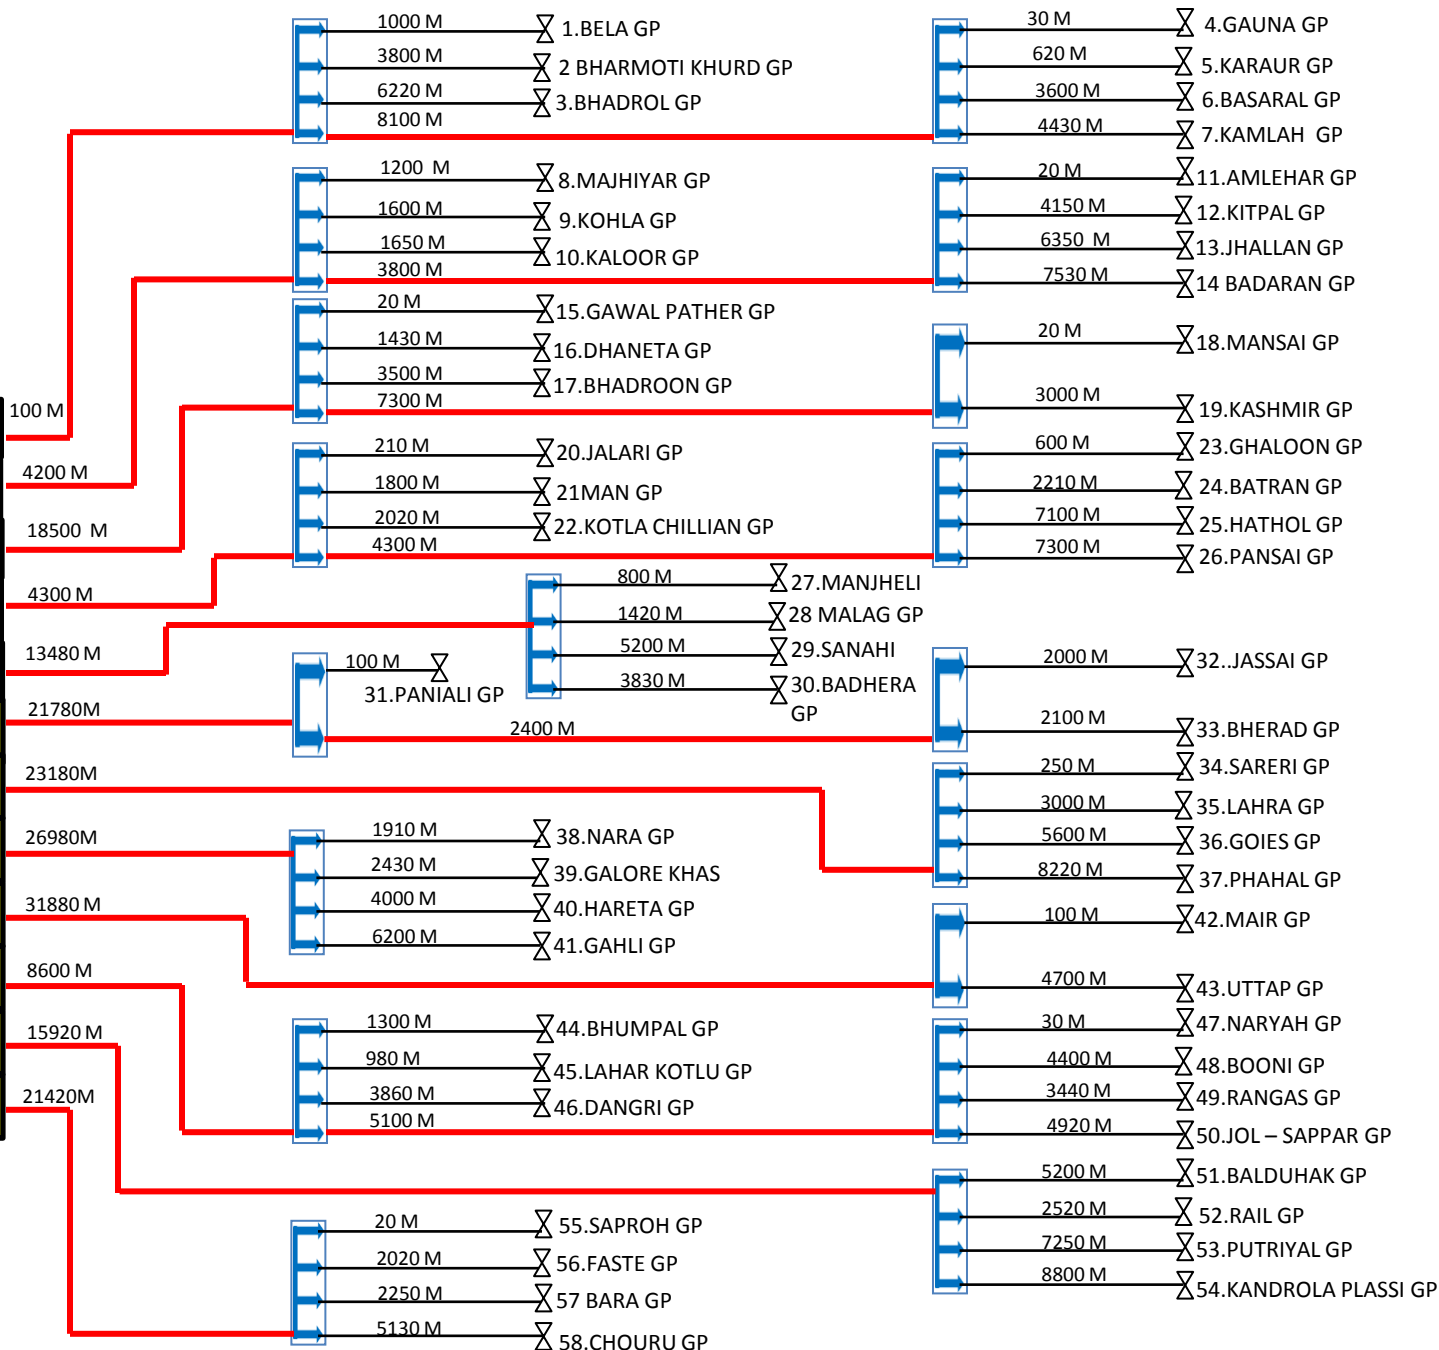 1000 M
1.BELA GP
3800 M
2 BHARMOTI KHURD GP
6220 M
3.BHADROL GP
8100 M
30 M
4.GAUNA GP
620 M
5.KARAUR GP
3600 M
6.BASARAL GP
4430 M
7.KAMLAH GP
1200 M
8.MAJHIYAR GP
1600 M
9.KOHLA GP
1650 M
10.KALOOR GP
3800 M
20 M
11.AMLEHAR GP
4150 M
12.KITPAL GP
6350 M
13.JHALLAN GP
7530 M
14 BADARAN GP
20 M
15.GAWAL PATHER GP
1430 M
16.DHANETA GP
3500 M
17.BHADROON GP
7300 M
20 M
18.MANSAI GP
3000 M
19.KASHMIR GP
100 M
4200 M
18500 M
4300 M
13480 M
21780M
23180M
26980M
31880 M
8600 M
15920 M
21420M
210 M
20.JALARI GP
1800 M
21MAN GP
2020 M
22.KOTLA CHILLIAN GP
4300 M
600 M
23.GHALOON GP
2210 M
24.BATRAN GP
7100 M
25.HATHOL GP
7300 M
26.PANSAI GP
800 M
27.MANJHELI
1420 M
28 MALAG GP
5200 M
29.SANAHI
3830 M
30.BADHERA
GP
100 M
31.PANIALI GP
2400 M
2000 M
32..JASSAI GP
2100 M
33.BHERAD GP
250 M
34.SARERI GP
3000 M
35.LAHRA GP
5600 M
36.GOIES GP
8220 M
37.PHAHAL GP
1910 M
38.NARA GP
2430 M
39.GALORE KHAS
4000 M
40.HARETA GP
6200 M
41.GAHLI GP
100 M
42.MAIR GP
4700 M
43.UTTAP GP
1300 M
44.BHUMPAL GP
980 M
45.LAHAR KOTLU GP
3860 M
46.DANGRI GP
5100 M
30 M
47.NARYAH GP
4400 M
48.BOONI GP
3440 M
49.RANGAS GP
4920 M
50.JOL – SAPPAR GP
5200 M
51.BALDUHAK GP
2520 M
52.RAIL GP
7250 M
53.PUTRIYAL GP
8800 M
54.KANDROLA PLASSI GP
20 M
55.SAPROH GP
2020 M
56.FASTE GP
2250 M
57 BARA GP
5130 M
58.CHOURU GP